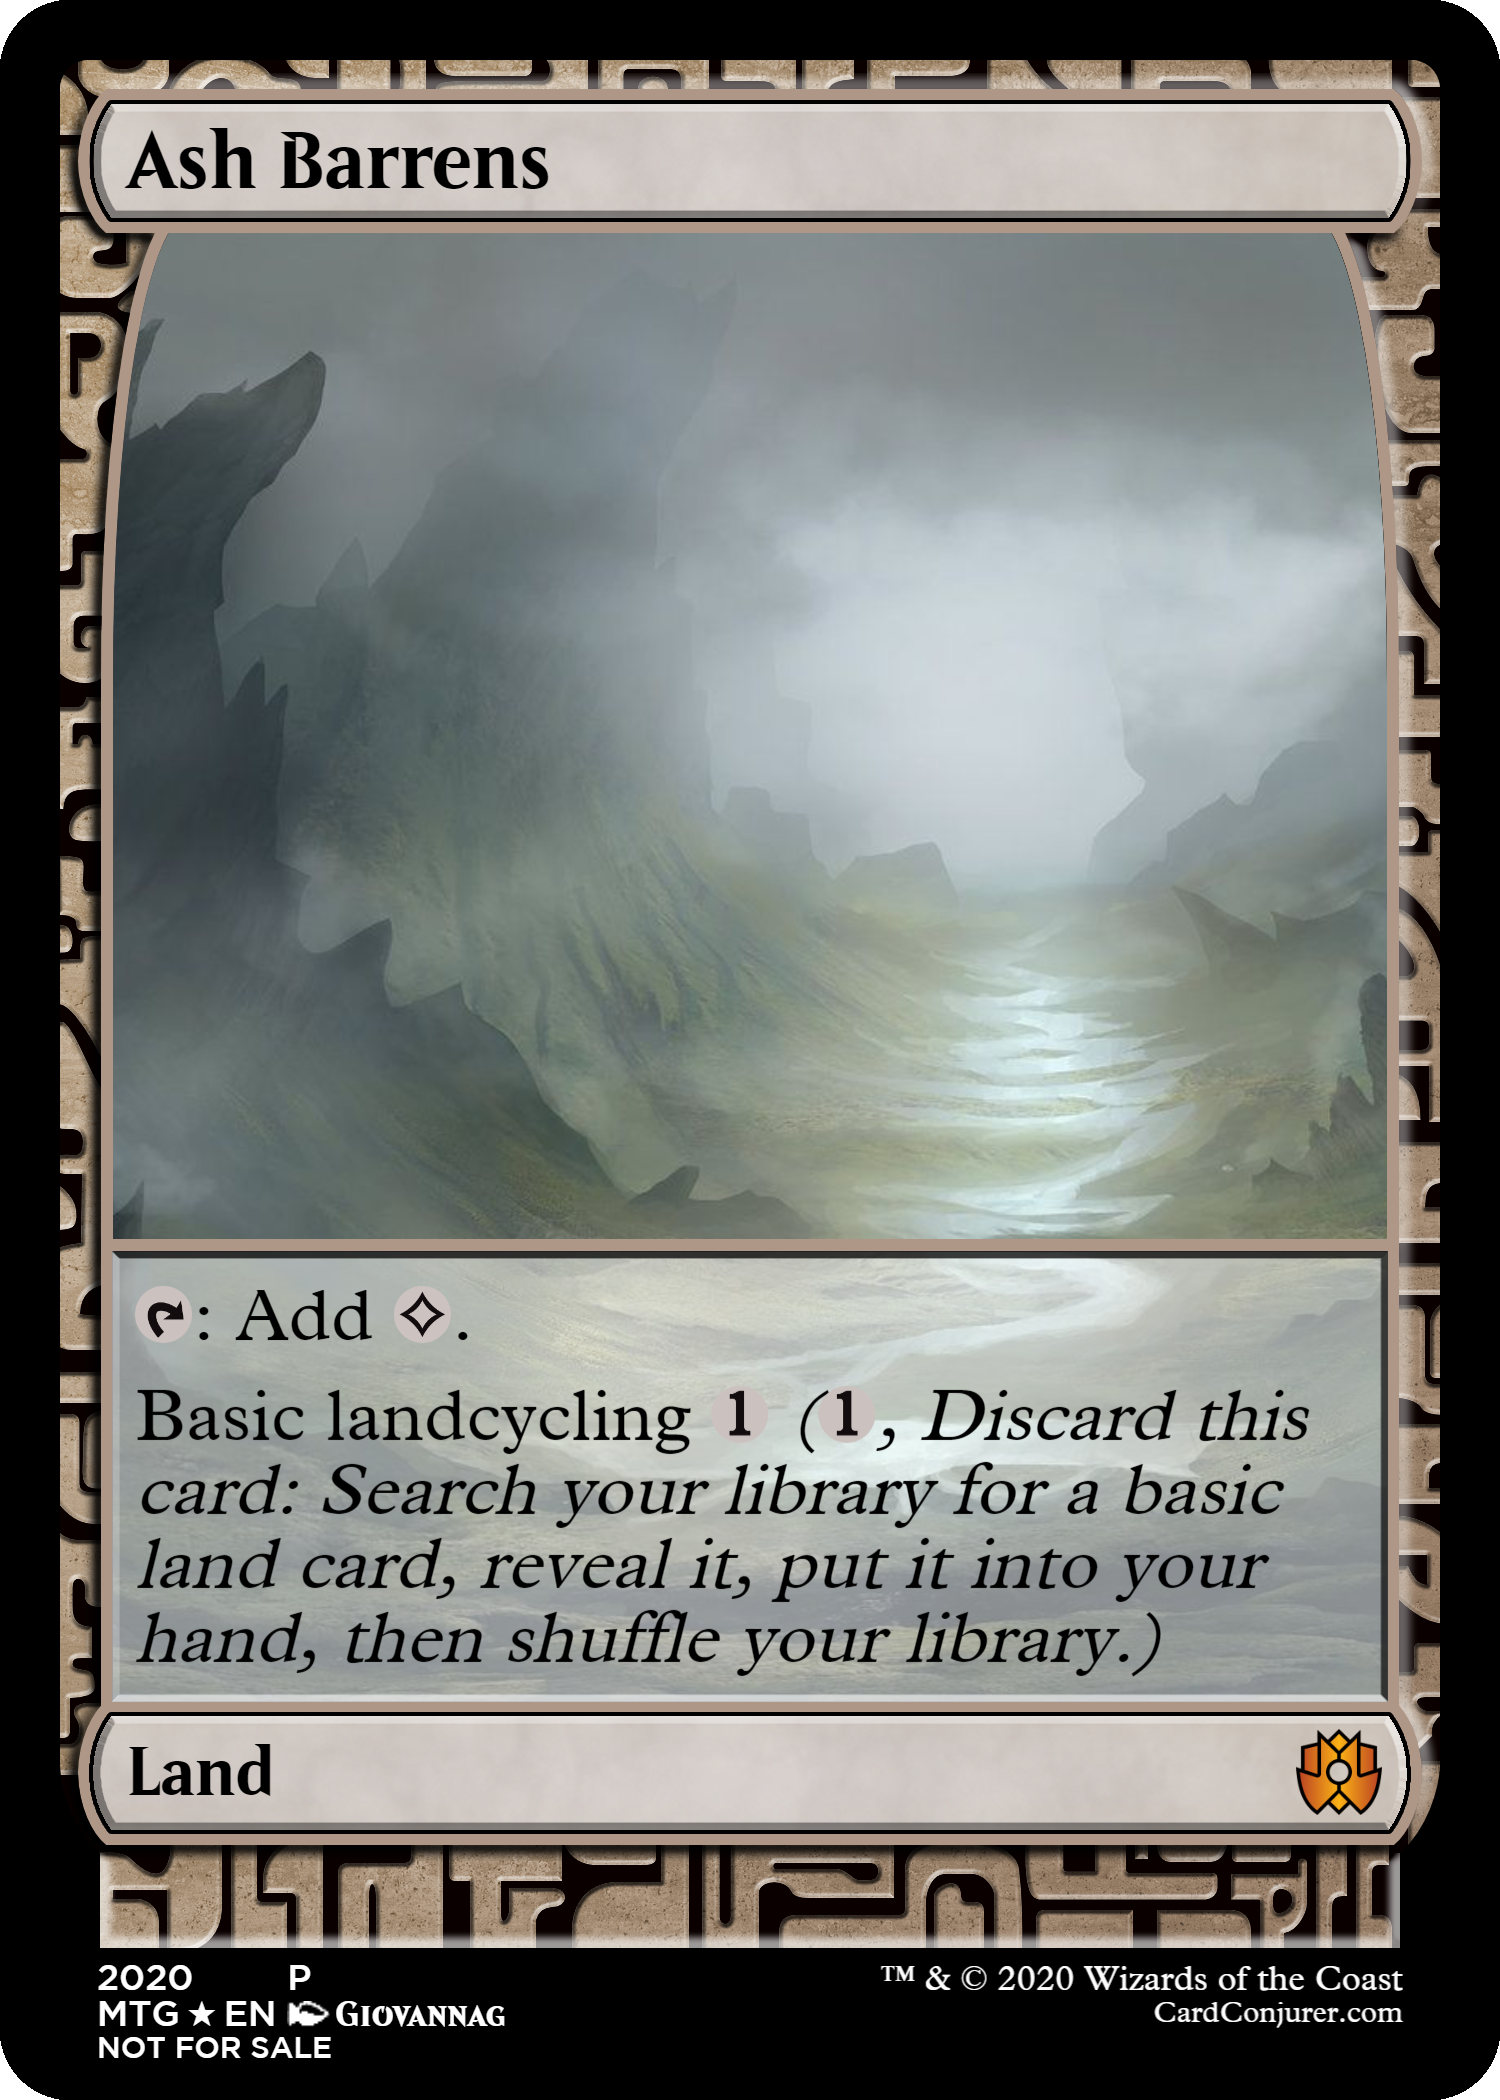 Ash Barrens
: Add .
Basic landcycling 1 (1, Discard this
card: Search your library for a basic
land card, reveal it, put it into your
hand, then shuffle your library.)
Land
2020 P
MTG ★ EN GIOVANNAG
NOT FOR SALE
™ & © 2020 Wizards of the Coast
CardConjurer.com